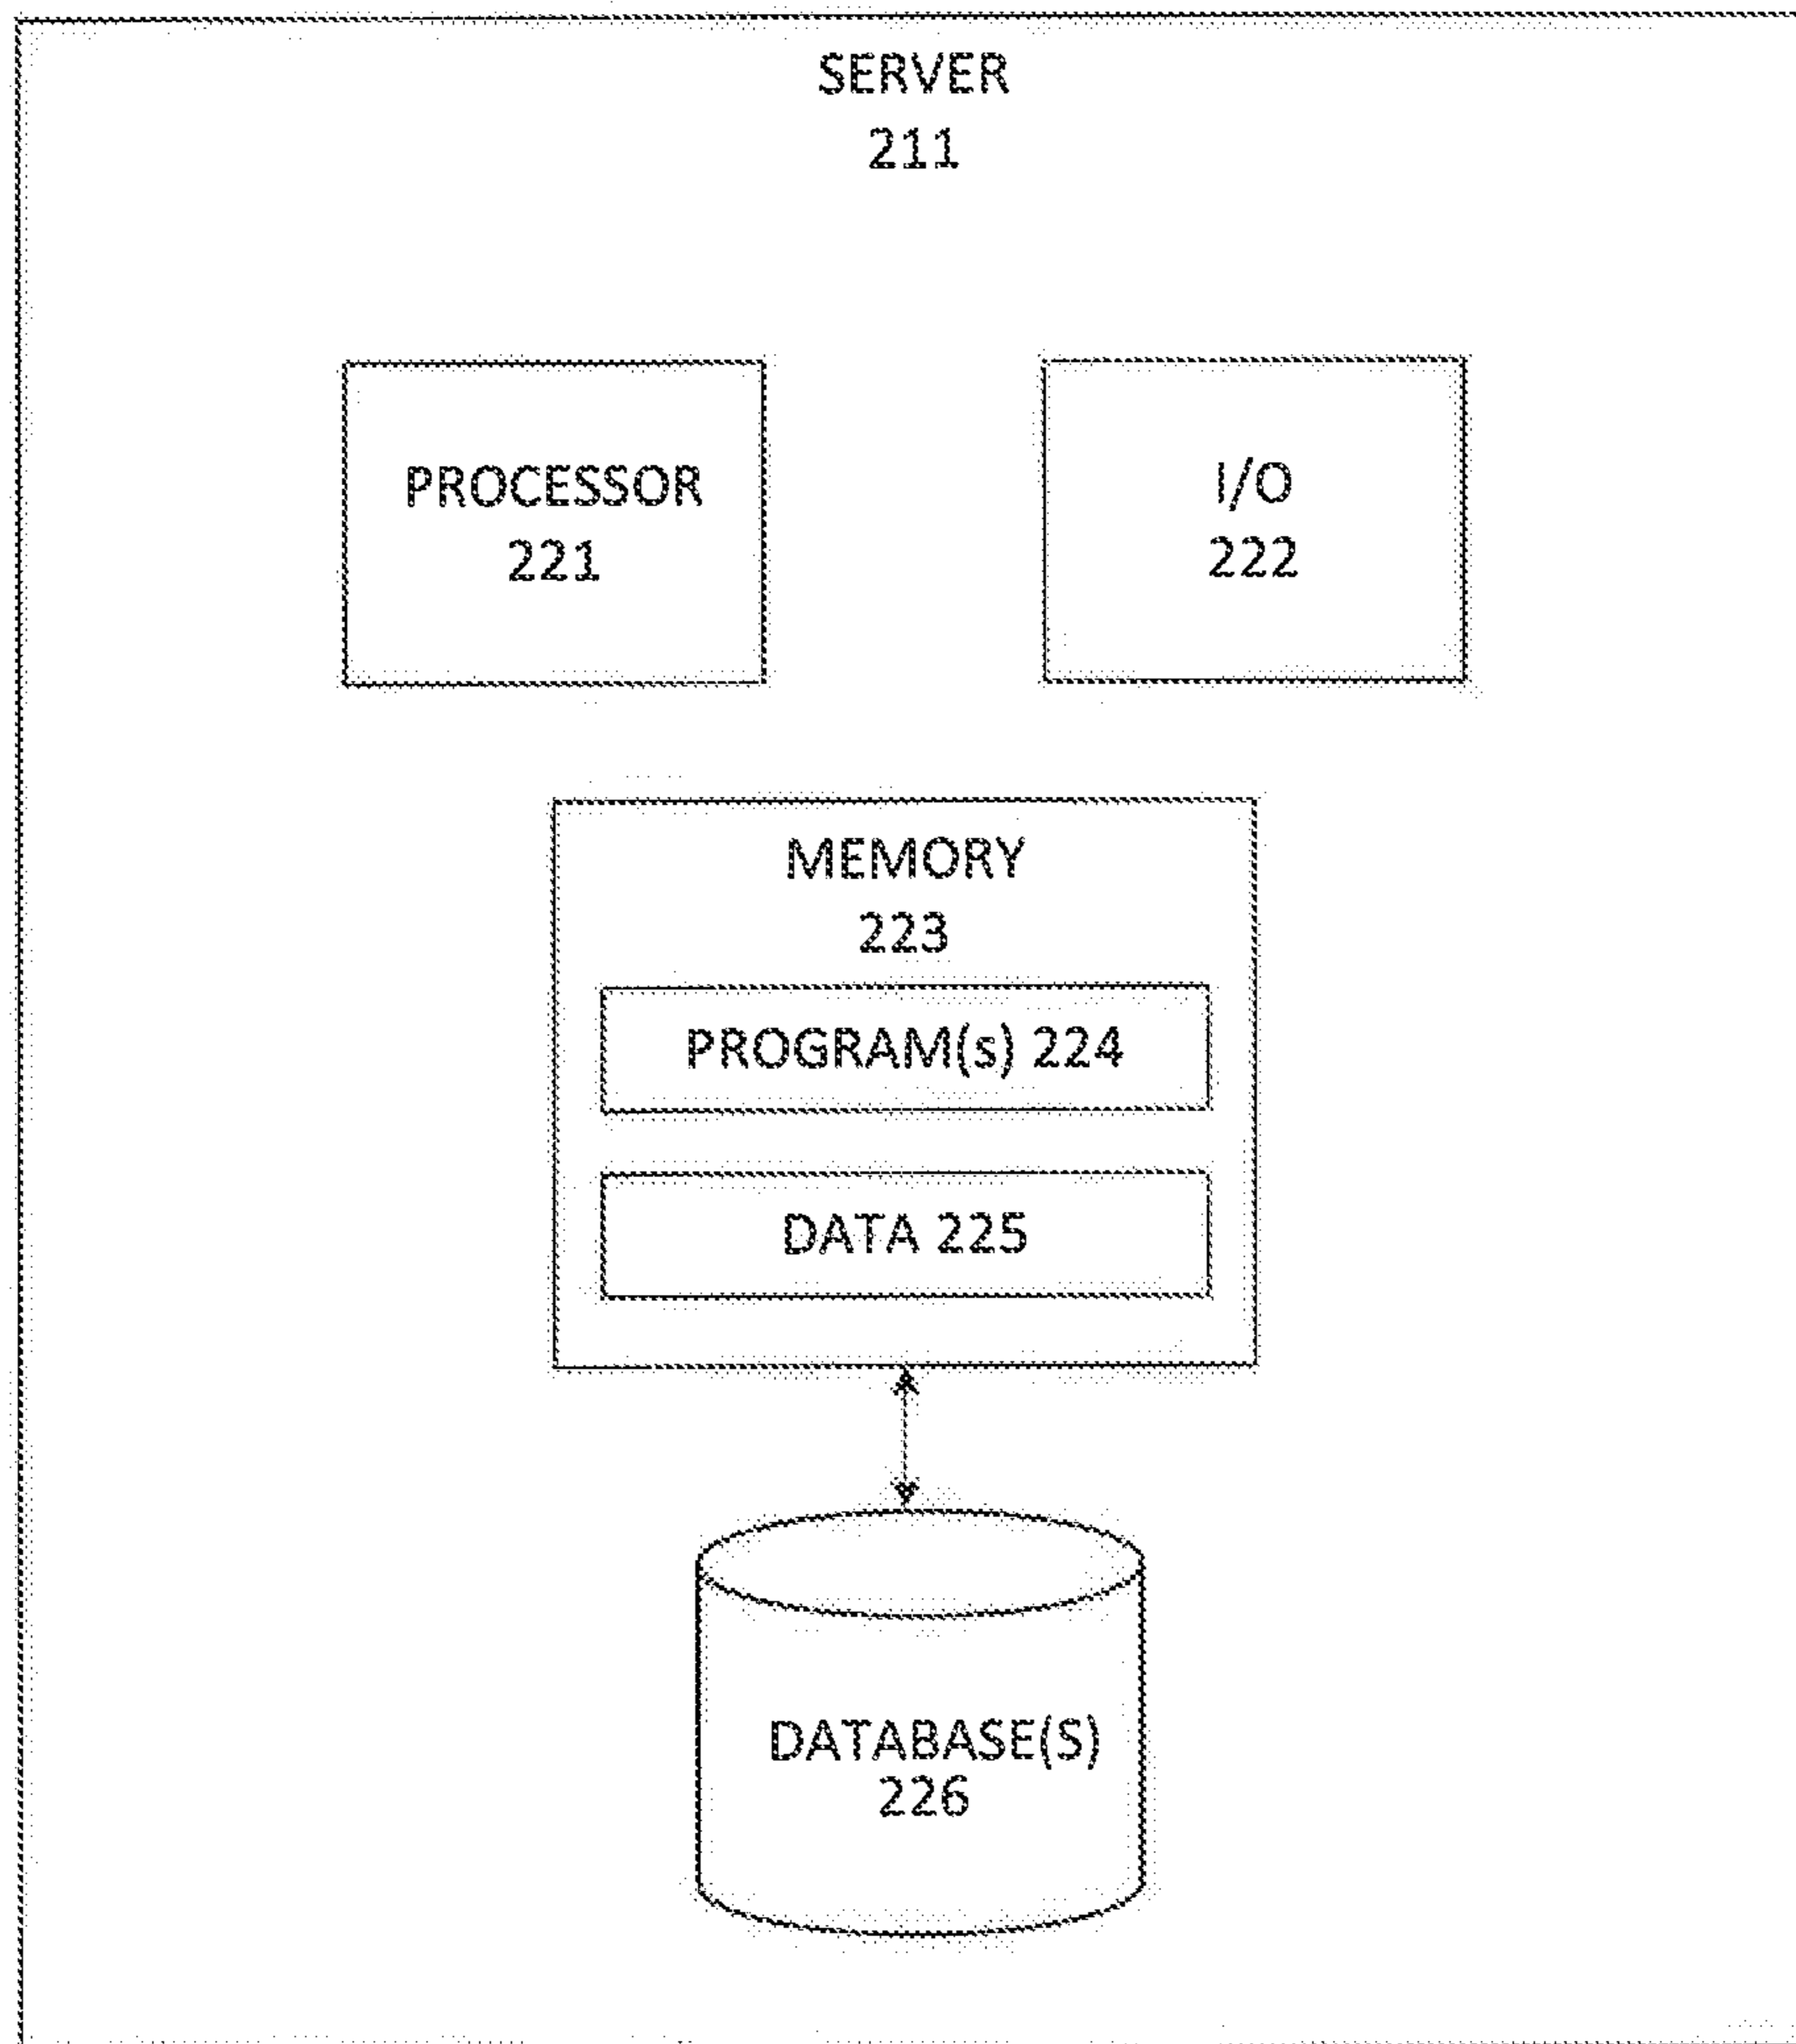 SERVER
211
PROCESSOR
221
I/O
222
MEMORY
223
PROGRAM(s) 224
DATA 225
DATABASE(S)
226